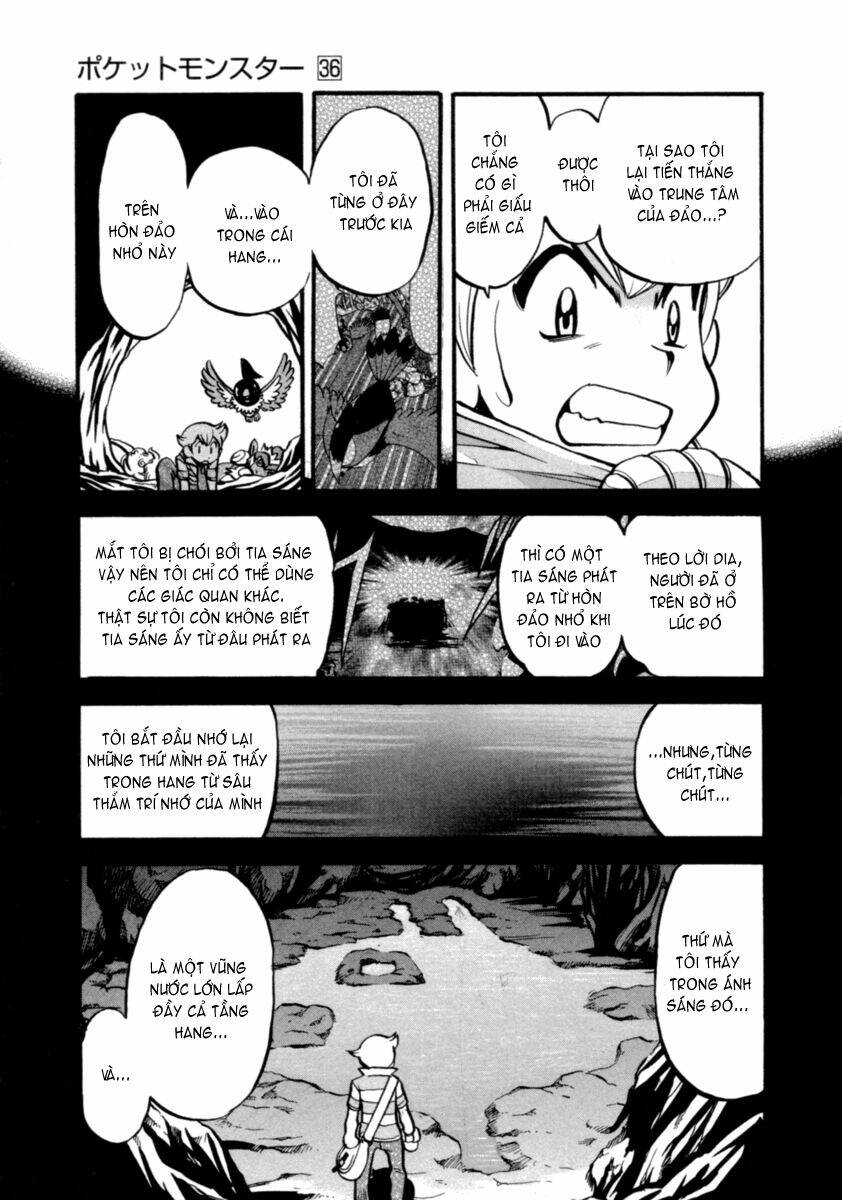 ポケットモンスター 36
TẠI SAO TÔI
LẠI TIẾN THẲNG
VÀO TRUNG TÂM
CỦA ĐẢO...?
ĐƯỢC
THÔI
TÔI
CHẲNG
CÓ GÌ
PHẢI GIẤU
GIẾM CẢ
TÔI ĐÃ
TỪNG Ở ĐÂY
TRƯỚC KIA
VÀ...VÀO
TRONG CÁI
HANG...
TRÊN
HÒN ĐẢO
NHỎ NÀY
THEO LỜI DIA,
NGƯỜI ĐÃ Ở
TRÊN BỜ HỒ
LÚC ĐÓ
THÌ CÓ MỘT
TIA SÁNG PHÁT
RA TỪ HÒN
ĐẢO NHỎ KHI
TÔI ĐI VÀO
MẮT TÔI BỊ CHÓI BỞI TIA SÁNG
VẬY NÊN TÔI CHỈ CÓ THỂ DÙNG
CÁC GIÁC QUAN KHÁC.
THẬT SỰ TÔI CÒN KHÔNG BIẾT
TIA SÁNG ẤY TỪ ĐÂU PHÁT RA
...NHƯNG,TỪNG
CHÚT,TỪNG
CHÚT...
TÔI BẮT ĐẦU NHỚ LẠI
NHỮNG THỨ MÌNH ĐÃ THẤY
TRONG HANG TỪ SÂU
THẲM TRÍ NHỚ CỦA MÌNH
THỨ MÀ
TÔI THẤY
TRONG ÁNH
SÁNG ĐÓ...
LÀ MỘT VŨNG
NƯỚC LỚN LẤP
ĐẦY CẢ TẦNG
HANG...
VÀ...